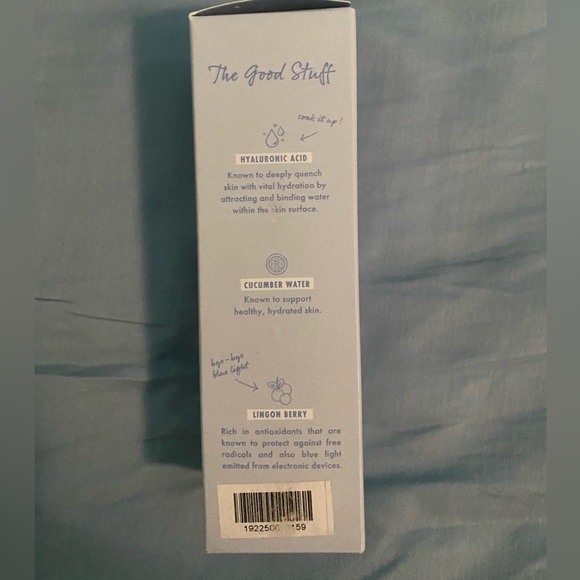 The Good Stuff
soak it up!
HYALURONIC ACID
Known to deeply quench
skin with vital hydration by
attracting and binding water
within the skin surface.
CUCUMBER WATER
Known to support
healthy, hydrated skin.
bye-bye
blue light
LINGON BERRY
Rich in antioxidants that are
known to protect against free
radicals and also blue light
emitted from electronic devices.